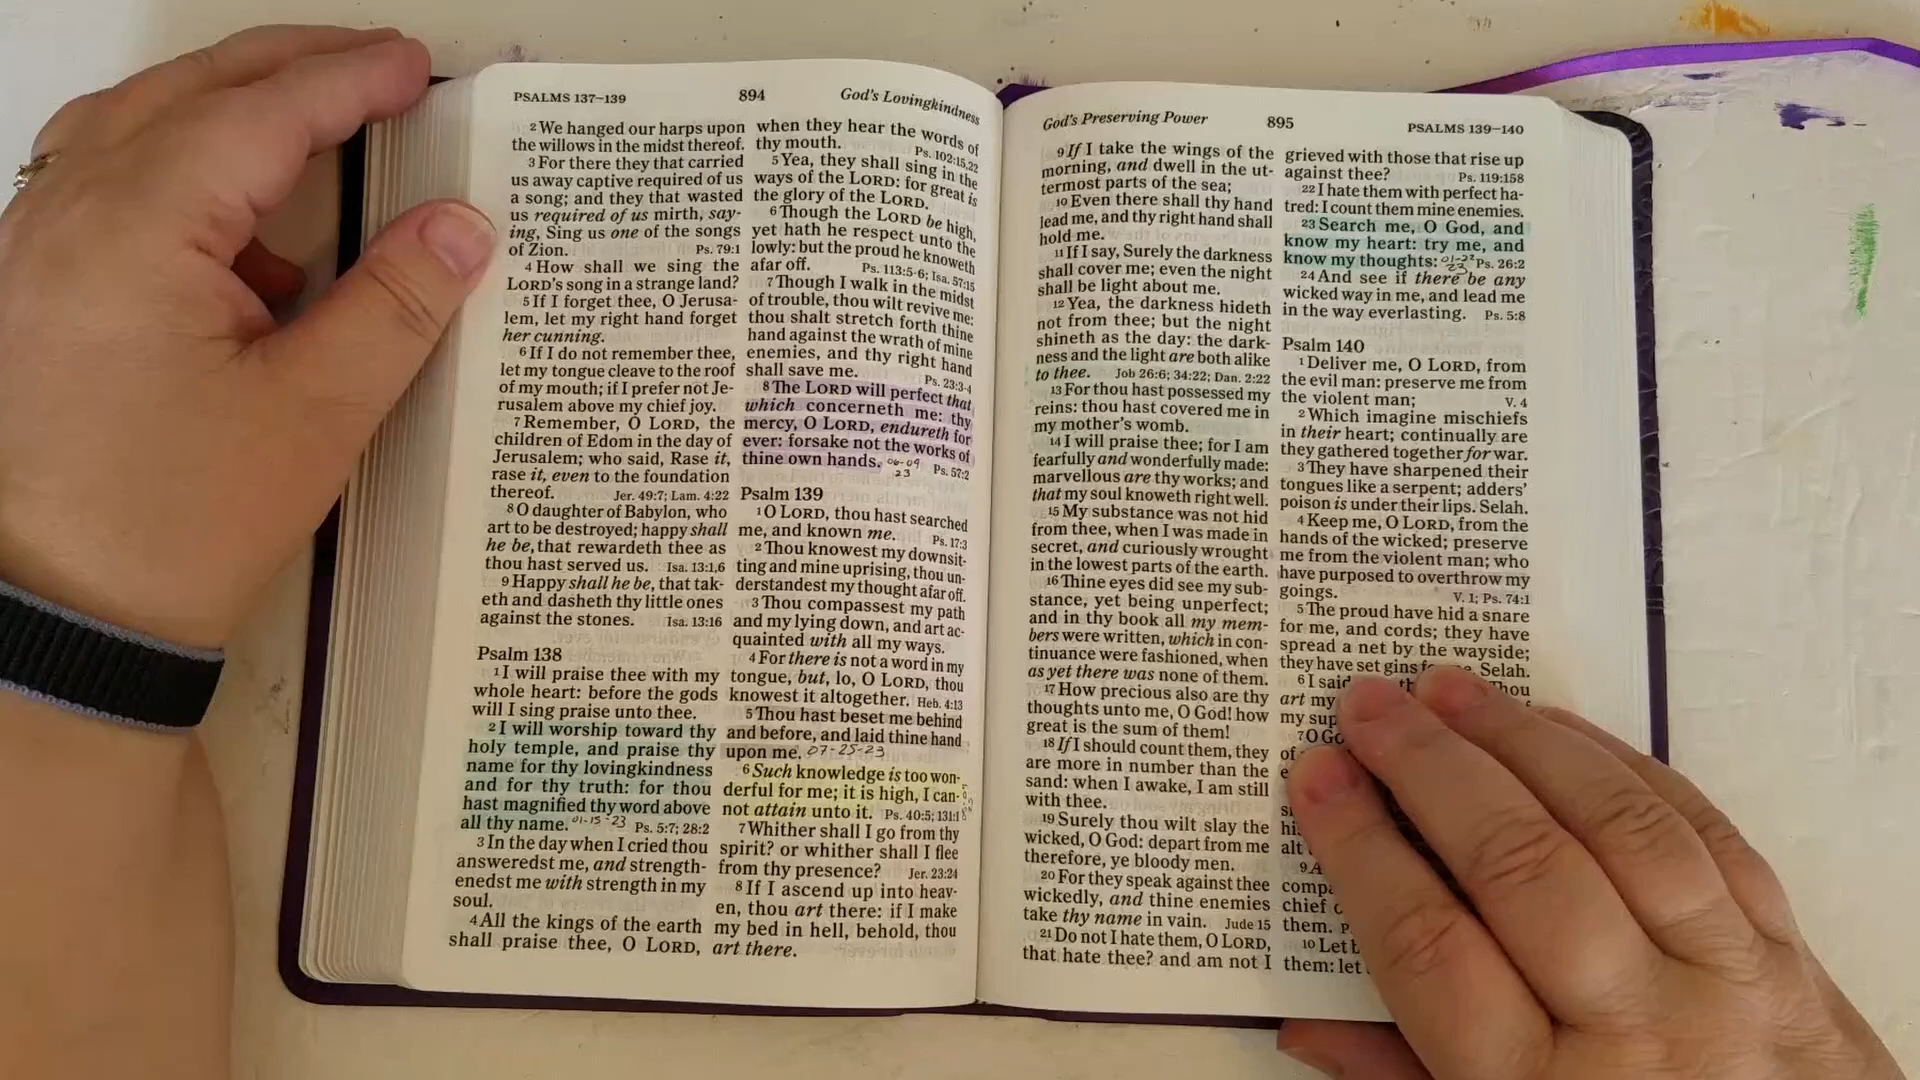 PSALMS 137–139
894
God's Lovingkindness
2 We hanged our harps upon
the willows in the midst thereof.
3 For there they that carried
us away captive required of us
a song; and they that wasted
us required of us mirth, say-
ing, Sing us one of the songs
of Zion. Ps. 79:1
4 How shall we sing the
LORD's song in a strange land?
5 If I forget thee, O Jerusa-
lem, let my right hand forget
her cunning.
6 If I do not remember thee,
let my tongue cleave to the roof
of my mouth; if I prefer not Je-
rusalem above my chief joy.
7 Remember, O LORD, the
children of Edom in the day of
Jerusalem; who said, Rase it,
rase it, even to the foundation
thereof. Jer. 49:7; Lam. 4:22
8 O daughter of Babylon, who
art to be destroyed; happy shall
he be, that rewardeth thee as
thou hast served us. Isa. 13:1,6
9 Happy shall he be, that tak-
eth and dasheth thy little ones
against the stones. Isa. 13:16
Psalm 138
1 I will praise thee with my
whole heart: before the gods
will I sing praise unto thee.
2 I will worship toward thy
holy temple, and praise thy
name for thy lovingkindness
and for thy truth: for thou
hast magnified thy word above
all thy name. 01-15-23 Ps. 5:7; 28:2
3 In the day when I cried thou
answeredst me, and strength-
enedst me with strength in my
soul.
4 All the kings of the earth
shall praise thee, O LORD,
when they hear the words of
thy mouth. Ps. 102:15,22
5 Yea, they shall sing in the
ways of the LORD: for great is
the glory of the LORD.
6 Though the LORD be high,
yet hath he respect unto the
lowly: but the proud he knoweth
afar off. Ps. 113:5-6; Isa. 57:15
7 Though I walk in the midst
of trouble, thou wilt revive me:
thou shalt stretch forth thine
hand against the wrath of mine
enemies, and thy right hand
shall save me. Ps. 23:3-4
8 The LORD will perfect that
which concerneth me: thy
mercy, O LORD, endureth for
ever: forsake not the works of
thine own hands. 06-09 23 Ps. 57:2
Psalm 139
1 O LORD, thou hast searched
me, and known me. Ps. 17:3
2 Thou knowest my downsit-
ting and mine uprising, thou un-
derstandest my thought afar off.
3 Thou compassest my path
and my lying down, and art ac-
quainted with all my ways.
4 For there is not a word in my
tongue, but, lo, O LORD, thou
knowest it altogether. Heb. 4:13
5 Thou hast beset me behind
and before, and laid thine hand
upon me. 07-25-23
6 Such knowledge is too won-
derful for me; it is high, I can-
not attain unto it. Ps. 40:5; 131:1
7 Whither shall I go from thy
spirit? or whither shall I flee
from thy presence? Jer. 23:24
8 If I ascend up into heav-
en, thou art there: if I make
my bed in hell, behold, thou
art there.
God's Preserving Power
895
PSALMS 139–140
9 If I take the wings of the
morning, and dwell in the ut-
termost parts of the sea;
10 Even there shall thy hand
lead me, and thy right hand shall
hold me.
11 If I say, Surely the darkness
shall cover me; even the night
shall be light about me.
12 Yea, the darkness hideth
not from thee; but the night
shineth as the day: the dark-
ness and the light are both alike
to thee. Job 26:6; 34:22; Dan. 2:22
13 For thou hast possessed my
reins: thou hast covered me in
my mother's womb.
14 I will praise thee; for I am
fearfully and wonderfully made:
marvellous are thy works; and
that my soul knoweth right well.
15 My substance was not hid
from thee, when I was made in
secret, and curiously wrought
in the lowest parts of the earth.
16 Thine eyes did see my sub-
stance, yet being unperfect;
and in thy book all my mem-
bers were written, which in con-
tinuance were fashioned, when
as yet there was none of them.
17 How precious also are thy
thoughts unto me, O God! how
great is the sum of them!
18 If I should count them, they
are more in number than the
sand: when I awake, I am still
with thee.
19 Surely thou wilt slay the
wicked, O God: depart from me
therefore, ye bloody men.
20 For they speak against thee
wickedly, and thine enemies
take thy name in vain. Jude 15
21 Do not I hate them, O LORD,
that hate thee? and am not I
grieved with those that rise up
against thee? Ps. 119:158
22 I hate them with perfect ha-
tred: I count them mine enemies.
23 Search me, O God, and
know my heart: try me, and
know my thoughts: 01-22 23 Ps. 26:2
24 And see if there be any
wicked way in me, and lead me
in the way everlasting. Ps. 5:8
Psalm 140
1 Deliver me, O LORD, from
the evil man: preserve me from
the violent man; V. 4
2 Which imagine mischiefs
in their heart; continually are
they gathered together for war.
3 They have sharpened their
tongues like a serpent; adders'
poison is under their lips. Selah.
4 Keep me, O LORD, from the
hands of the wicked; preserve
me from the violent man; who
have purposed to overthrow my
goings. V. 1; Ps. 74:1
5 The proud have hid a snare
for me, and cords; they have
spread a net by the wayside;
they have set gins Selah.
6 I said Thou
art my
my
7 O
of
9
chief
them.
10 Let
them: let